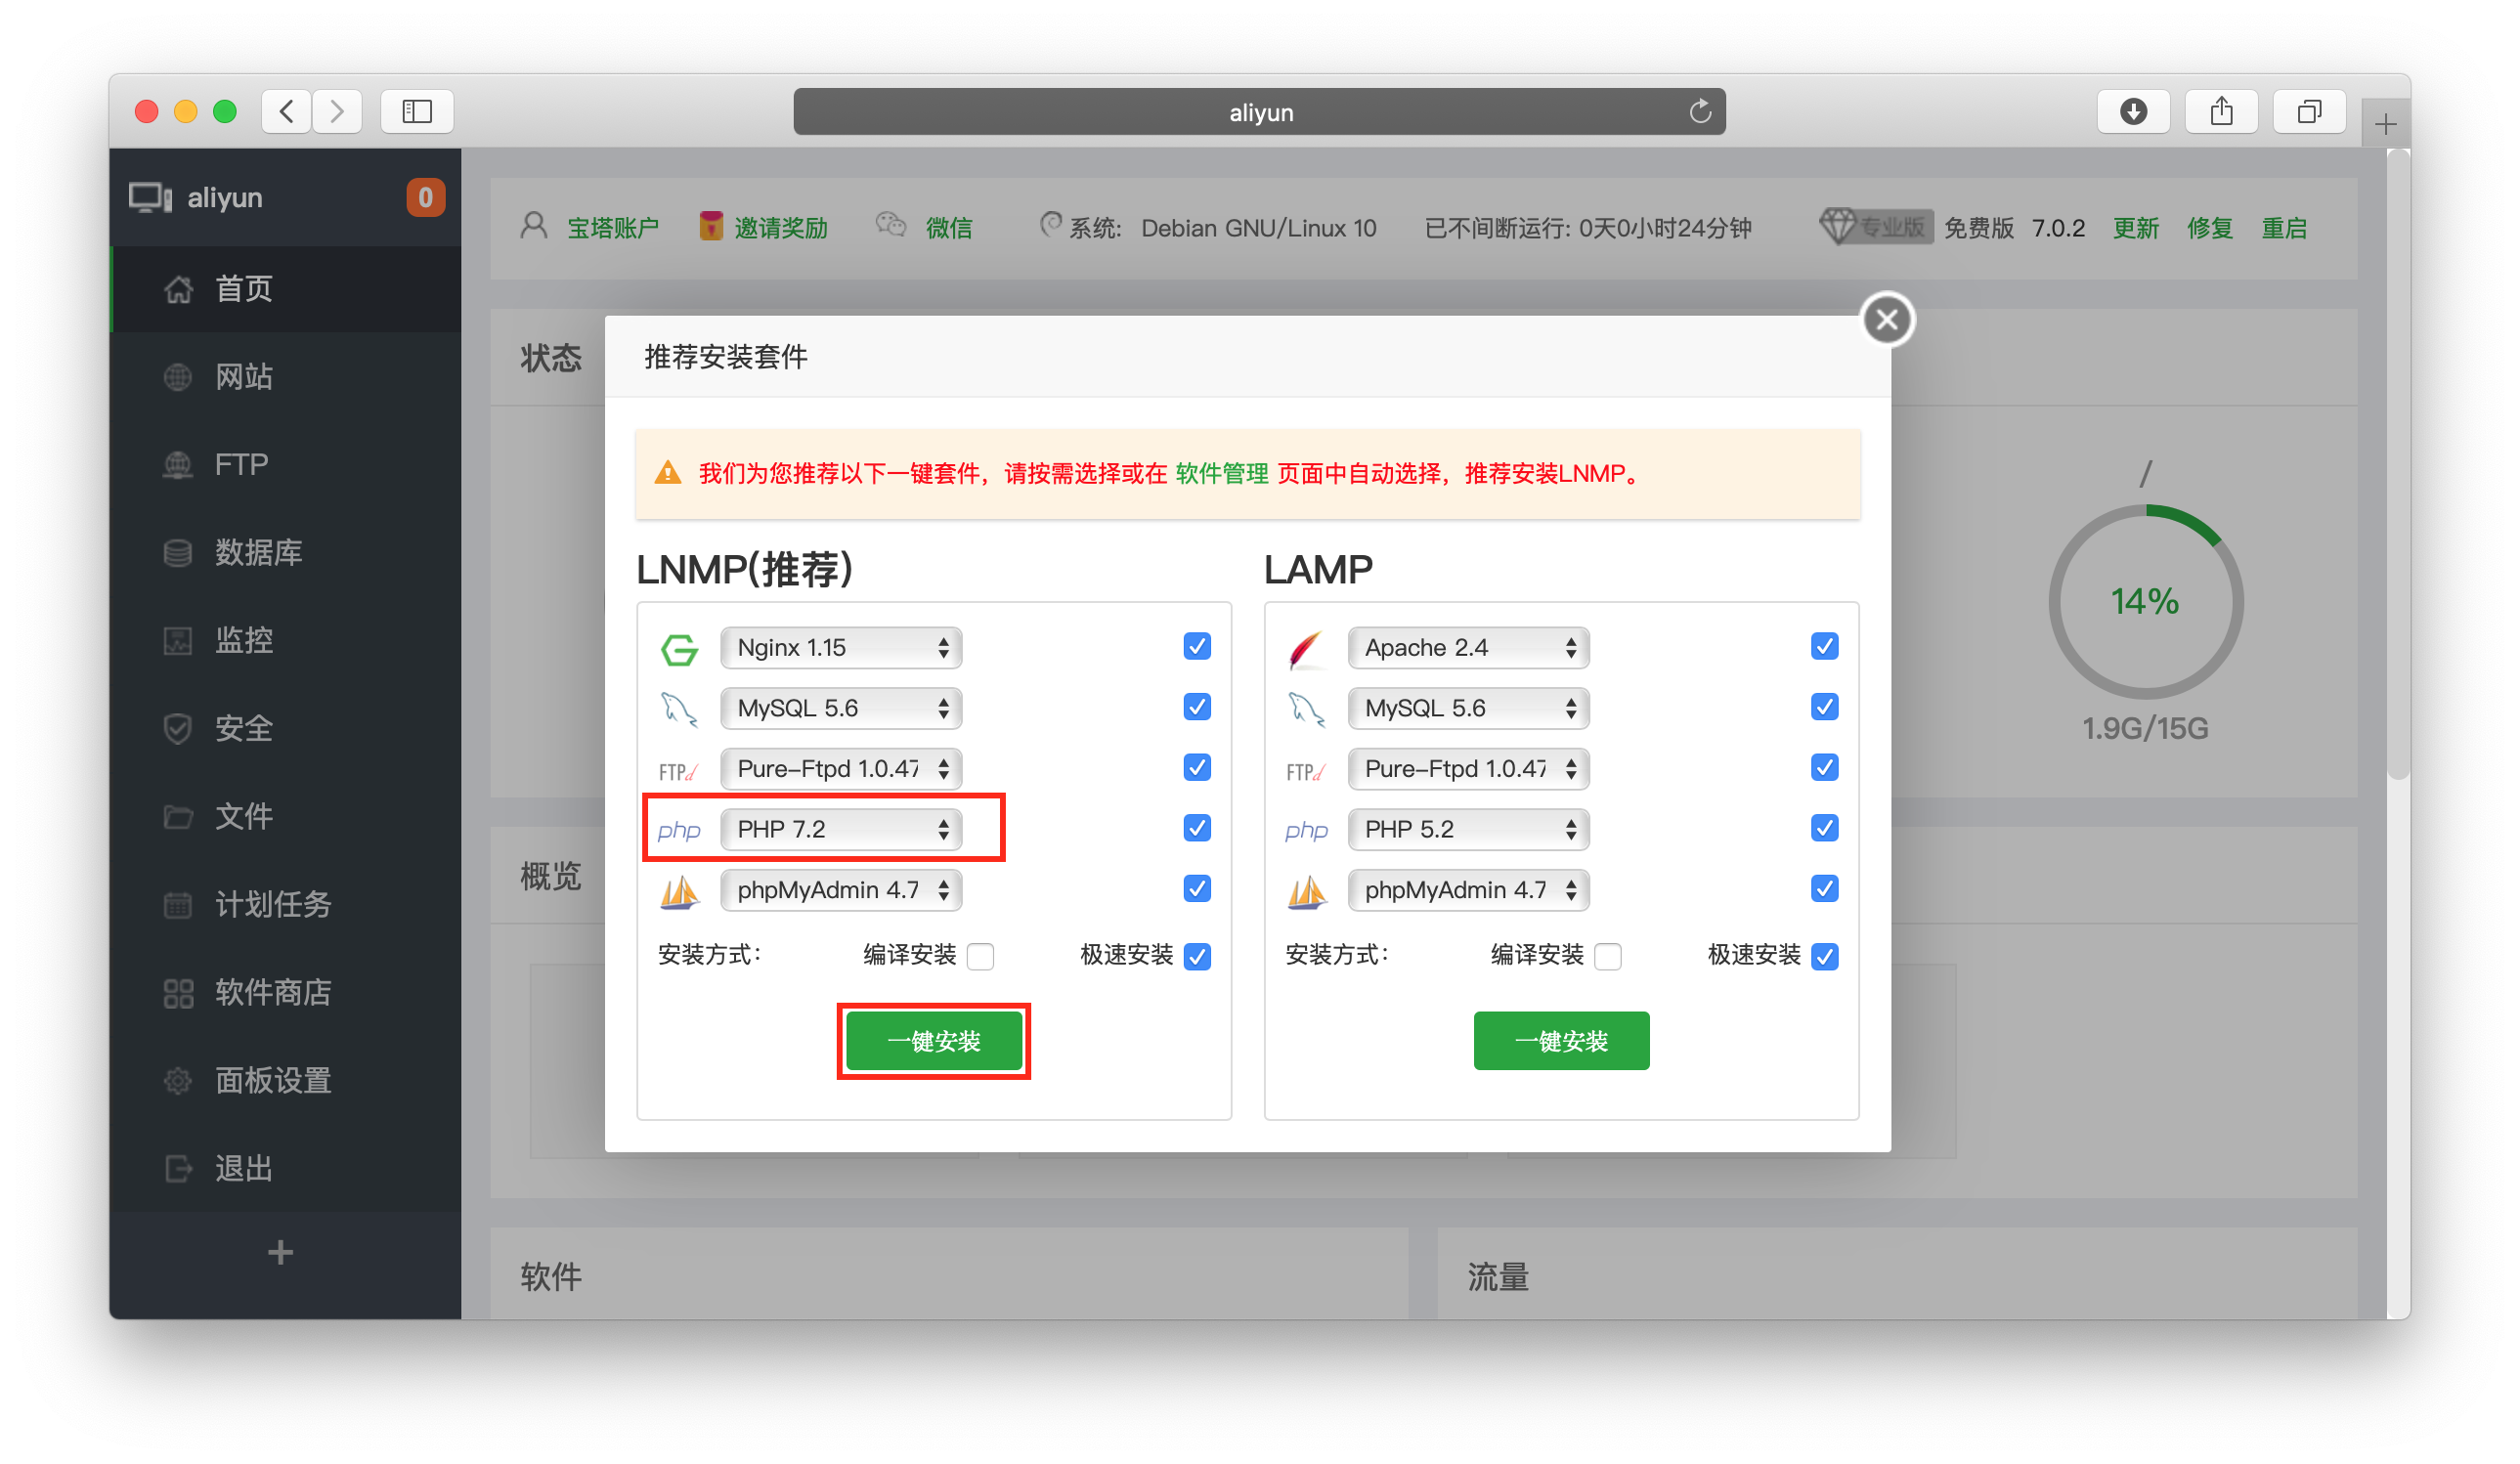 aliyun
aliyun
0
首页
网站
FTP
数据库
监控
安全
文件
计划任务
软件商店
面板设置
退出
宝塔账户 邀请奖励 微信 系统: Debian GNU/Linux 10 已不间断运行: 0天0小时24分钟 专业版 免费版 7.0.2 更新 修复 重启
状态
/
14%
1.9G/15G
概览
软件
流量
推荐安装套件
我们为您推荐以下一键套件，请按需选择或在 软件管理 页面中自动选择，推荐安装LNMP。
LNMP(推荐)
Nginx 1.15
MySQL 5.6
FTPd Pure-Ftpd 1.0.47
php PHP 7.2
phpMyAdmin 4.7
安装方式： 编译安装 极速安装
一键安装
LAMP
Apache 2.4
MySQL 5.6
FTPd Pure-Ftpd 1.0.47
php PHP 5.2
phpMyAdmin 4.7
安装方式： 编译安装 极速安装
一键安装